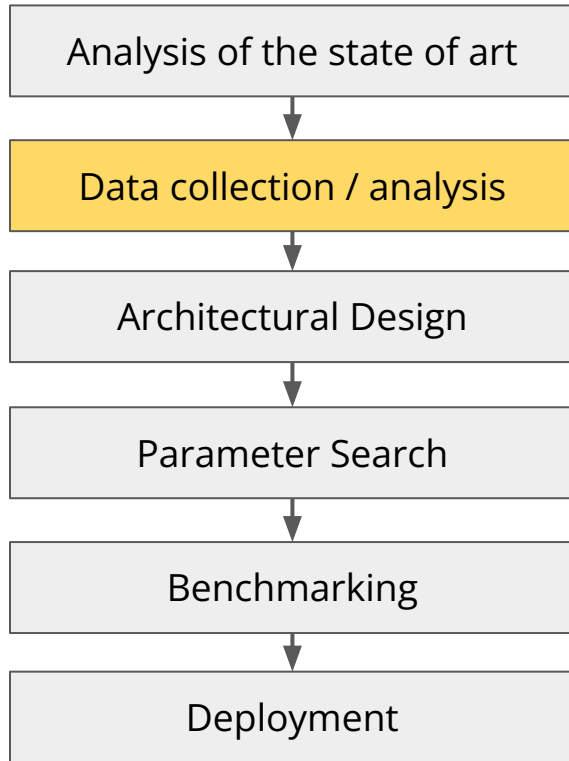 Analysis of the state of art
Data collection / analysis
Architectural Design
Parameter Search
Benchmarking
Deployment